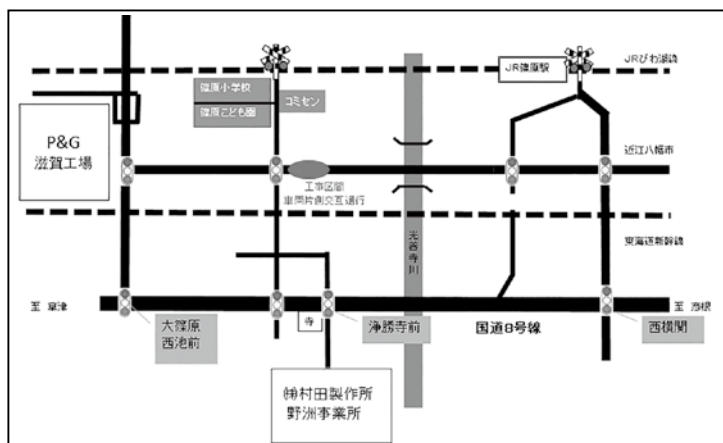 JRびわ湖線
JR篠原駅
篠原小学校
コミセン
篠原こども園
P&G
滋賀工場
近江八幡市
工事区間
車両片側交互通行
光善寺川
東海道新幹線
至 草津
寺
至 彦根
大篠原
西池前
浄勝寺前
国道8号線
西横関
㈱村田製作所
野洲事業所